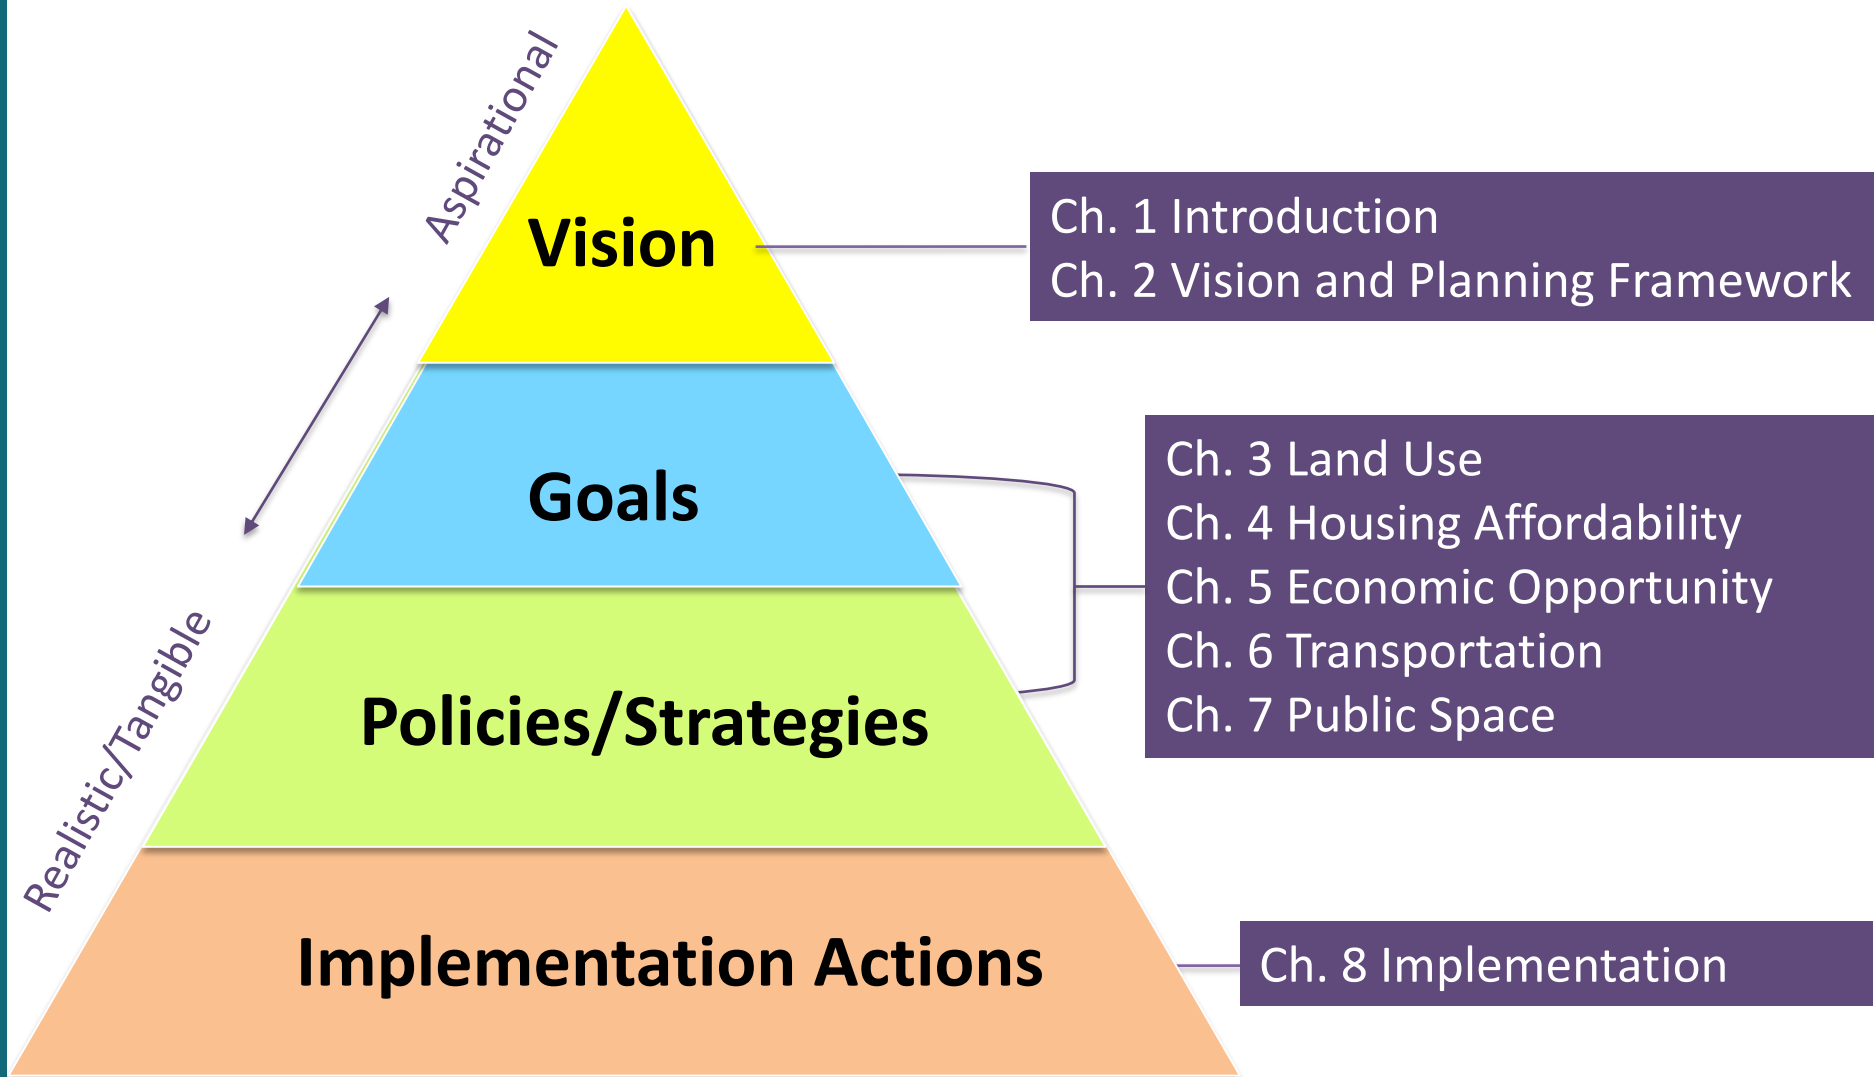 Aspirational
Vision
Ch. 1 Introduction
Ch. 2 Vision and Planning Framework
Goals
Ch. 3 Land Use
Ch. 4 Housing Affordability
Ch. 5 Economic Opportunity
Ch. 6 Transportation
Ch. 7 Public Space
Realistic/Tangible
Policies/Strategies
Implementation Actions
Ch. 8 Implementation